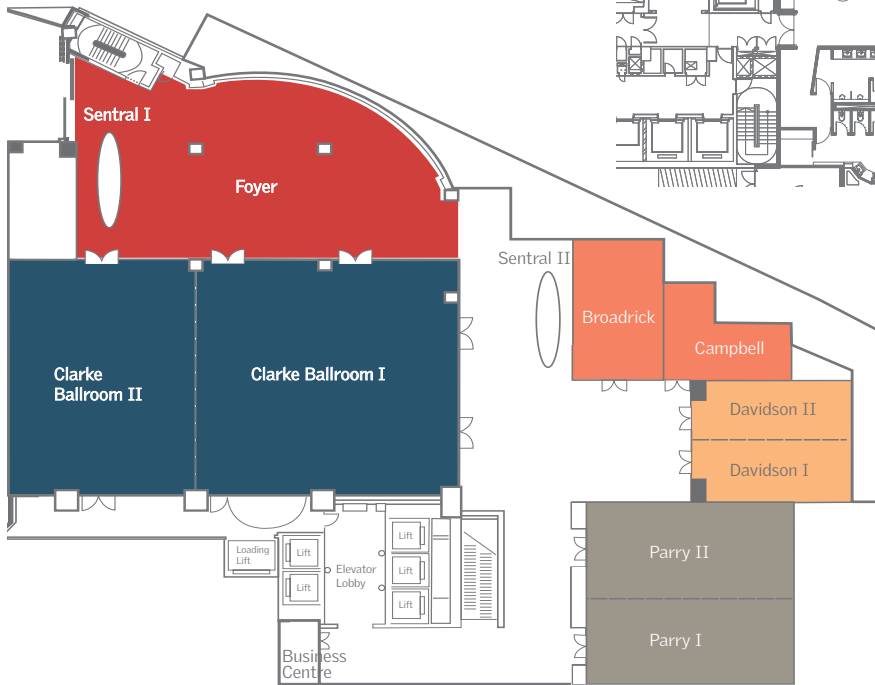 Sentral I
Foyer
Sentral II
Broadrick
Campbell
Clarke
Ballroom II
Clarke Ballroom I
Davidson II
Davidson I
Loading
Lift
Lift
Lift
Elevator
Lobby
Lift
Lift
Lift
Parry II
Parry I
Business
Centre